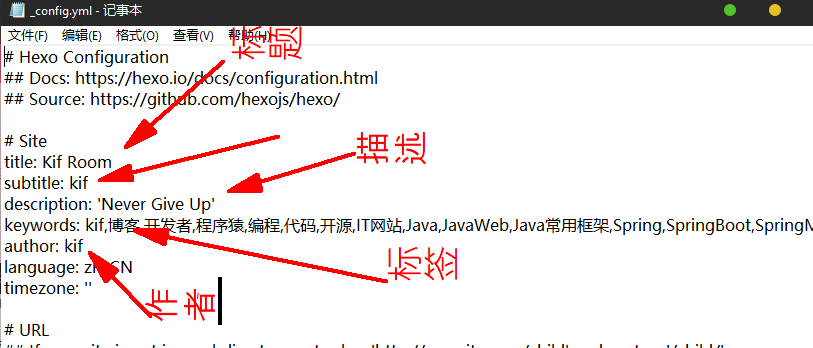 _config.yml - 记事本
文件(F) 编辑(E) 格式(O) 查看(V) 帮助(H)
# Hexo Configuration
## Docs: https://hexo.io/docs/configuration.html
## Source: https://github.com/hexojs/hexo/
标题
# Site
title: Kif Room
subtitle: kif
描述
description: 'Never Give Up'
keywords: kif,博客,开发者,程序猿,编程,代码,开源,IT网站,Java,JavaWeb,Java常用框架,Spring,SpringBoot,SpringM
author: kif
标签
language: zh-CN
timezone: ''
作者
# URL